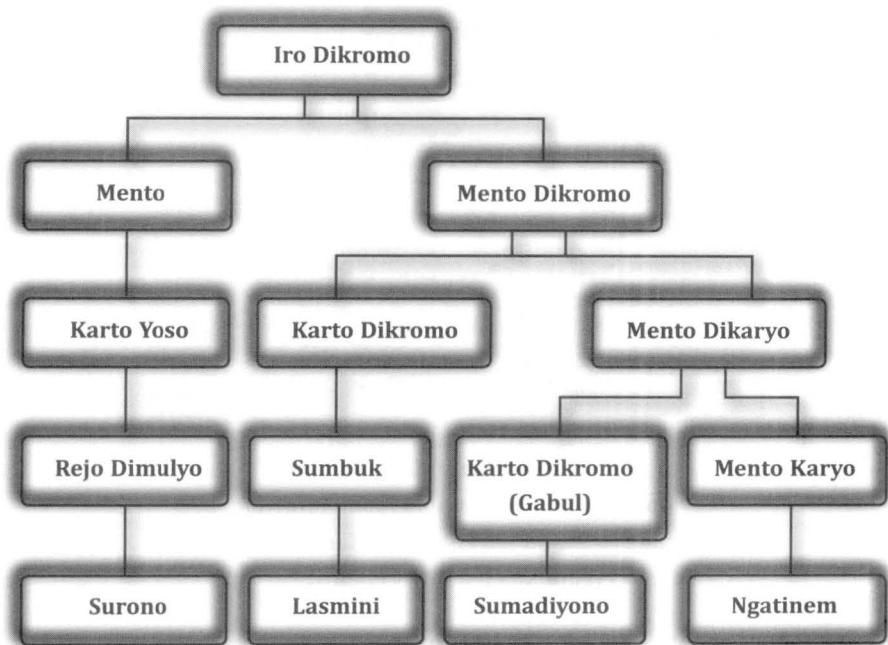 Iro Dikromo
Mento
Mento Dikromo
Karto Yoso
Karto Dikromo
Mento Dikaryo
Rejo Dimulyo
Sumbuk
Karto Dikromo
(Gabul)
Mento Karyo
Surono
Lasmini
Sumadiyono
Ngatinem